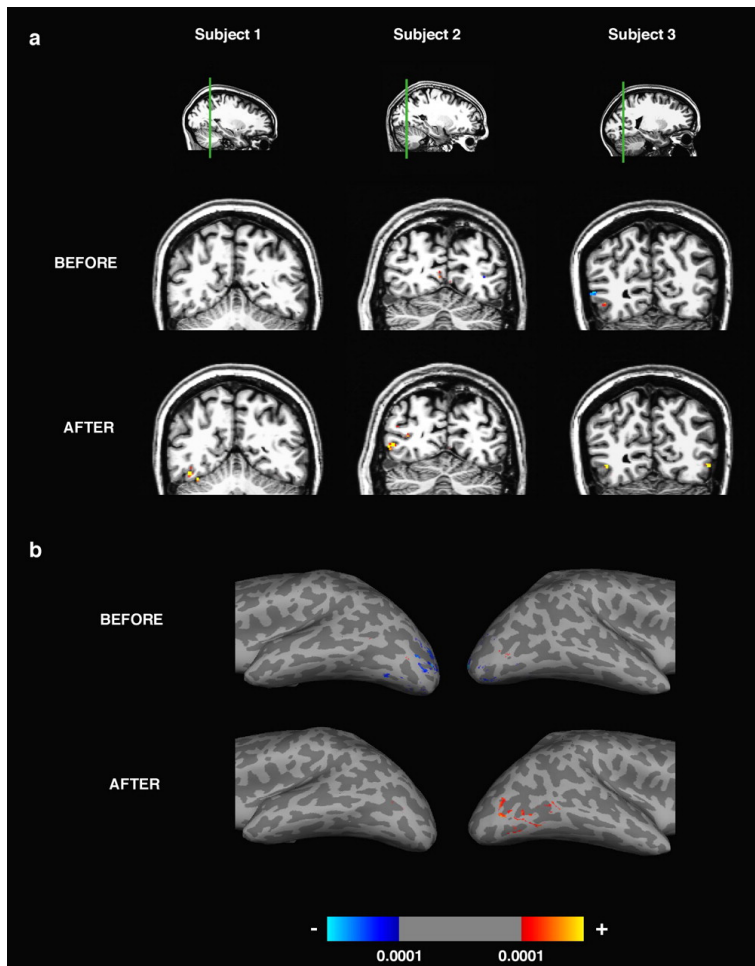 a
Subject 1 Subject 2 Subject 3
BEFORE
AFTER
b
BEFORE
AFTER
- +
0.0001 0.0001